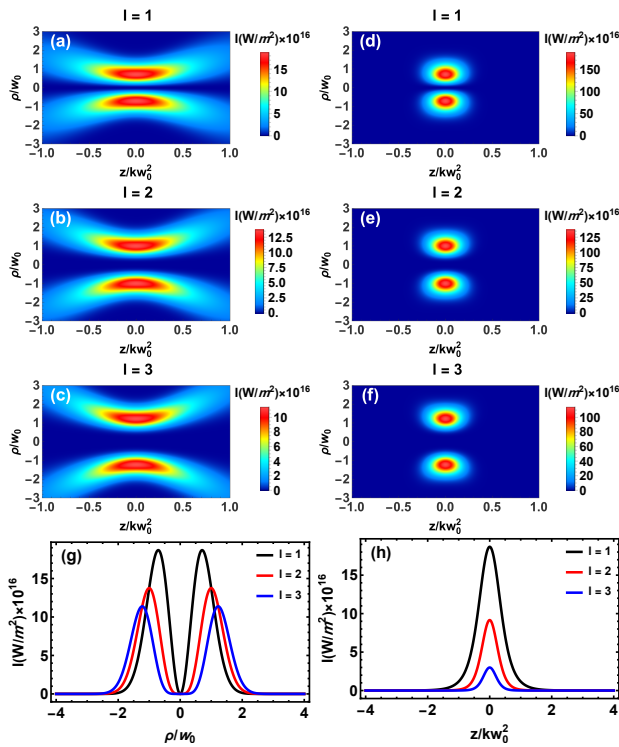 l = 1
(a)
I(W/m²)×10¹⁶
ρ/w₀
3
2
1
0
−1
−2
−3
−1.0 −0.5 0.0 0.5 1.0
z/kw₀²
15
10
5
0
l = 1
(d)
I(W/m²)×10¹⁶
ρ/w₀
3
2
1
0
−1
−2
−3
−1.0 −0.5 0.0 0.5 1.0
z/kw₀²
150
100
50
0
l = 2
(b)
I(W/m²)×10¹⁶
ρ/w₀
3
2
1
0
−1
−2
−3
−1.0 −0.5 0.0 0.5 1.0
z/kw₀²
12.5
10.0
7.5
5.0
2.5
0.
l = 2
(e)
I(W/m²)×10¹⁶
ρ/w₀
3
2
1
0
−1
−2
−3
−1.0 −0.5 0.0 0.5 1.0
z/kw₀²
125
100
75
50
25
0
l = 3
(c)
I(W/m²)×10¹⁶
ρ/w₀
3
2
1
0
−1
−2
−3
−1.0 −0.5 0.0 0.5 1.0
z/kw₀²
10
8
6
4
2
0
l = 3
(f)
I(W/m²)×10¹⁶
ρ/w₀
3
2
1
0
−1
−2
−3
−1.0 −0.5 0.0 0.5 1.0
z/kw₀²
100
80
60
40
20
0
(g)
I(W/m²)×10¹⁶
15
10
5
0
l = 1
l = 2
l = 3
−4 −2 0 2 4
ρ/w₀
(h)
I(W/m²)×10¹⁶
15
10
5
0
l = 1
l = 2
l = 3
−4 −2 0 2 4
z/kw₀²